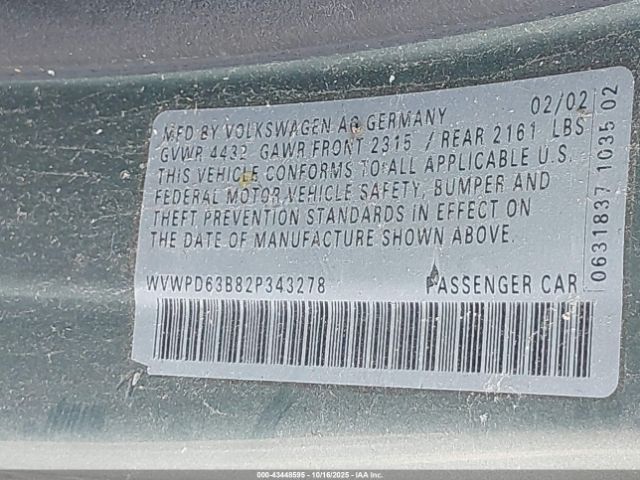 MFD BY VOLKSWAGEN AG GERMANY 02/02
GVWR 4432 GAWR FRONT 2315 / REAR 2161 LBS
THIS VEHICLE CONFORMS TO ALL APPLICABLE U.S.
FEDERAL MOTOR VEHICLE SAFETY, BUMPER AND
THEFT PREVENTION STANDARDS IN EFFECT ON
THE DATE OF MANUFACTURE SHOWN ABOVE.
WVWPD63B82P343278 PASSENGER CAR
0631837 1035 02
000-43448595 - 10/16/2025 - IAA Inc.